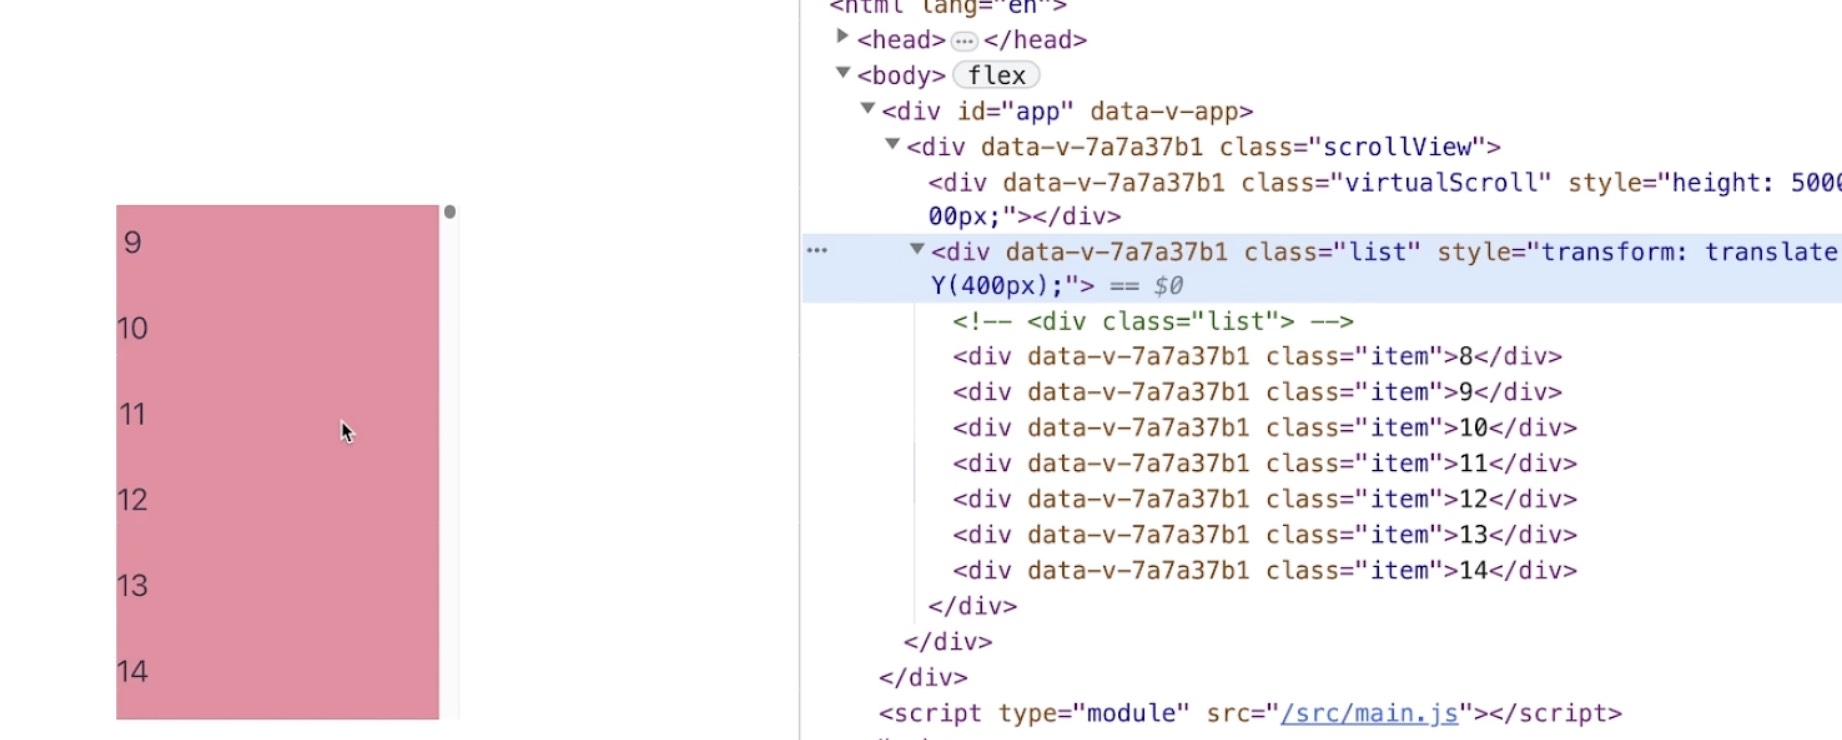 9
10
11
12
13
14
<html lang="en">
<head> ⋯ </head>
<body> flex
<div id="app" data-v-app>
<div data-v-7a7a37b1 class="scrollView">
<div data-v-7a7a37b1 class="virtualScroll" style="height: 5000
00px;"></div>
<div data-v-7a7a37b1 class="list" style="transform: translate
Y(400px);"> == $0
<!-- <div class="list"> -->
<div data-v-7a7a37b1 class="item">8</div>
<div data-v-7a7a37b1 class="item">9</div>
<div data-v-7a7a37b1 class="item">10</div>
<div data-v-7a7a37b1 class="item">11</div>
<div data-v-7a7a37b1 class="item">12</div>
<div data-v-7a7a37b1 class="item">13</div>
<div data-v-7a7a37b1 class="item">14</div>
</div>
</div>
</div>
<script type="module" src="/src/main.js"></script>